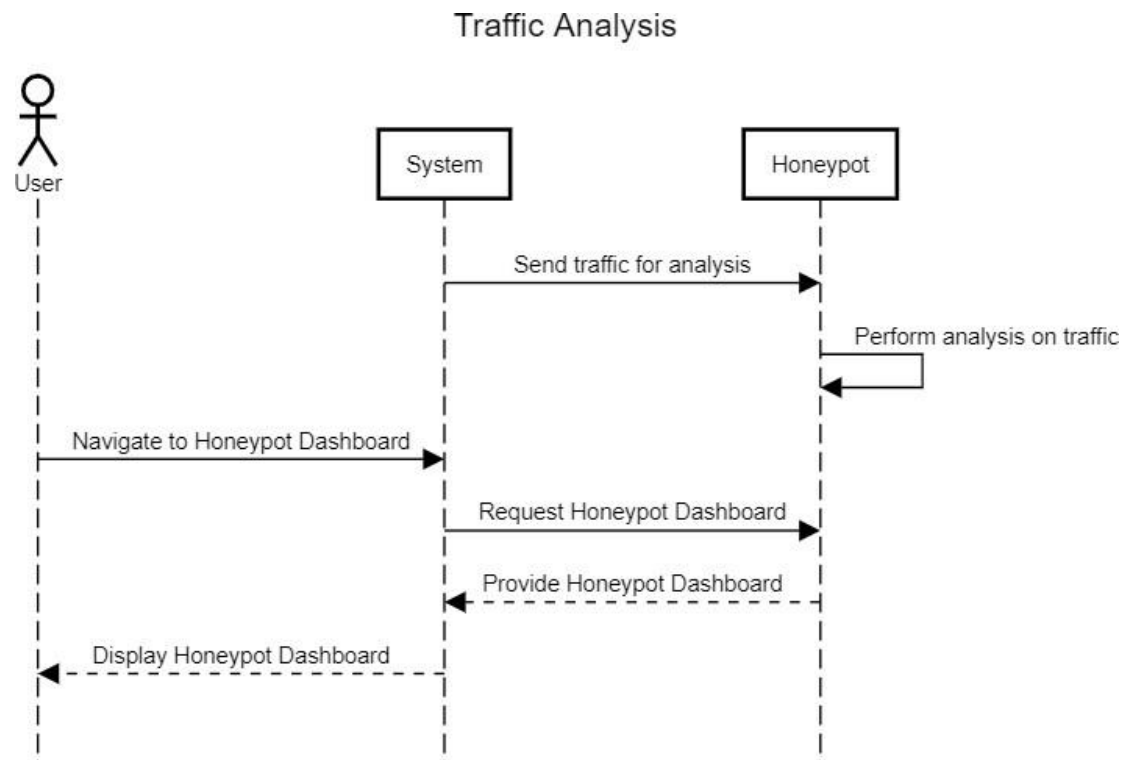 Traffic Analysis
User
System
Honeypot
Send traffic for analysis
Perform analysis on traffic
Navigate to Honeypot Dashboard
Request Honeypot Dashboard
Provide Honeypot Dashboard
Display Honeypot Dashboard